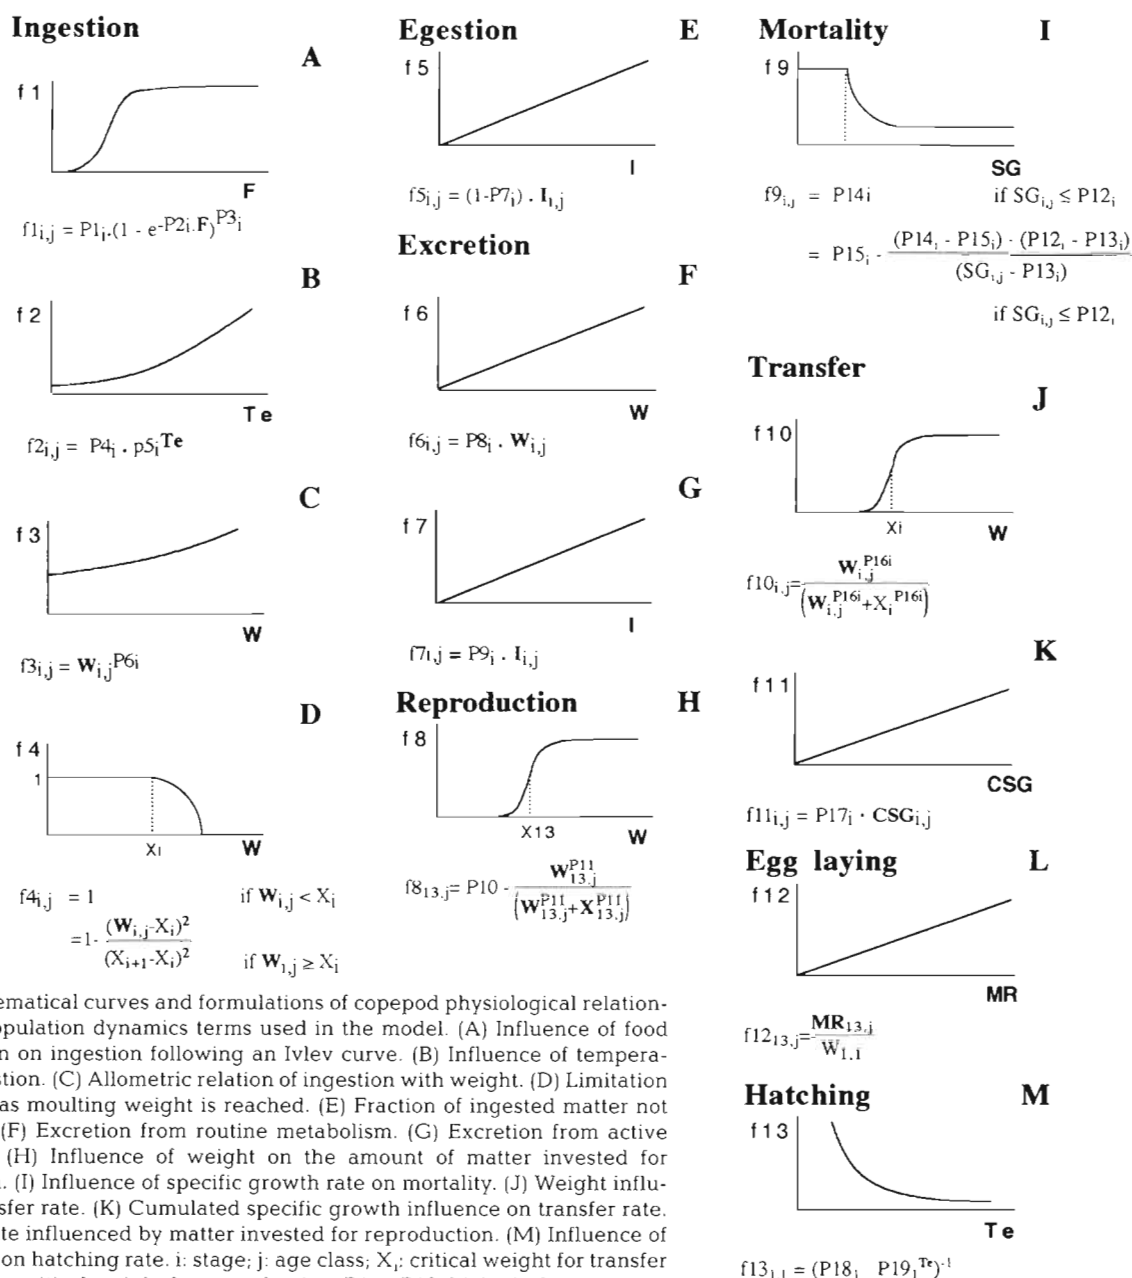 Ingestion
A
f1
F
f1i,j = P1i.(1 - e-P2i.F)P3i
B
f2
Te
f2i,j = P4i . p5iTe
C
f3
W
f3i,j = Wi,jP6i
D
f4
1
Xi
W
f4i,j = 1 if Wi,j < Xi
=1- (Wi,j-Xi)2 / (Xi+1-Xi)2
if Wi,j ≥ Xi
Egestion
E
f5
I
f5i,j = (1-P7i) . Ii,j
Excretion
F
f6
W
f6i,j = P8i . Wi,j
G
f7
I
f7i,j = P9i . Ii,j
Reproduction
H
f8
X13
W
f813,j= P10 - W13,jP11 / (W13,jP11+X13,jP11)
Mortality
I
f9
SG
f9i,j = P14i if SGi,j ≤ P12i
= P15i - (P14i - P15i) · (P12i - P13i) / (SGi,j - P13i)
if SGi,j ≤ P12i
Transfer
J
f10
Xi
W
f10i,j= Wi,jP16i / (Wi,jP16i+XiP16i)
K
f11
CSG
f11i,j = P17i · CSGi,j
Egg laying
L
f12
MR
f1213,j= MR13,j / W1,i
Hatching
M
f13
Te
f131,j = (P18i P191Te)-1
ematical curves and formulations of copepod physiological relation-
opulation dynamics terms used in the model. (A) Influence of food
n on ingestion following an Ivlev curve. (B) Influence of tempera-
stion. (C) Allometric relation of ingestion with weight. (D) Limitation
as moulting weight is reached. (E) Fraction of ingested matter not
(F) Excretion from routine metabolism. (G) Excretion from active
(H) Influence of weight on the amount of matter invested for
. (I) Influence of specific growth rate on mortality. (J) Weight influ-
sfer rate. (K) Cumulated specific growth influence on transfer rate.
te influenced by matter invested for reproduction. (M) Influence of
on hatching rate. i: stage; j: age class; Xi: critical weight for transfer